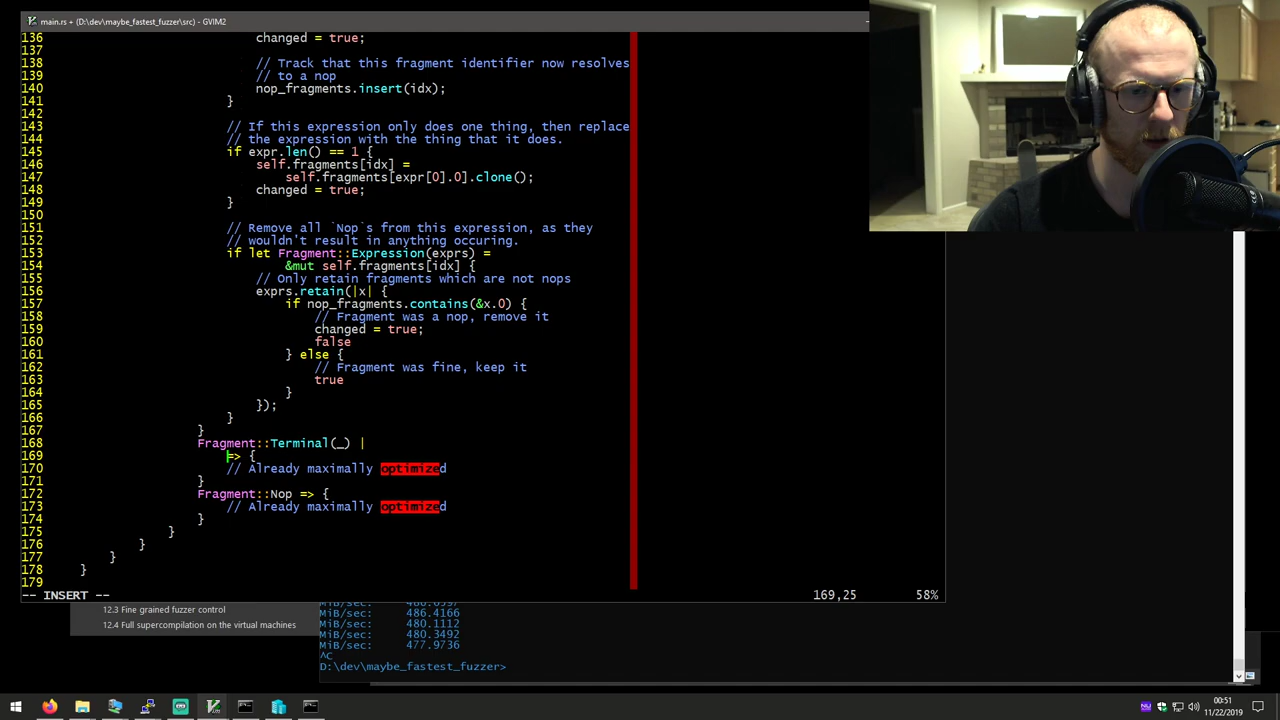 main.rs + (D:\dev\maybe_fastest_fuzzer\src) - GVIM2
136 changed = true;
137
138 // Track that this fragment identifier now resolves
139 // to a nop
140 nop_fragments.insert(idx);
141 }
142
143 // If this expression only does one thing, then replace
144 // the expression with the thing that it does.
145 if expr.len() == 1 {
146 self.fragments[idx] =
147 self.fragments[expr[0].0].clone();
148 changed = true;
149 }
150
151 // Remove all `Nop`s from this expression, as they
152 // wouldn't result in anything occuring.
153 if let Fragment::Expression(exprs) =
154 &mut self.fragments[idx] {
155 // Only retain fragments which are not nops
156 exprs.retain(|x| {
157 if nop_fragments.contains(&x.0) {
158 // Fragment was a nop, remove it
159 changed = true;
160 false
161 } else {
162 // Fragment was fine, keep it
163 true
164 }
165 });
166 }
167 }
168 Fragment::Terminal(_) |
169 => {
170 // Already maximally optimized
171 }
172 Fragment::Nop => {
173 // Already maximally optimized
174 }
175 }
176 }
177 }
178 }
179
-- INSERT -- 169,25 58%
12.3 Fine grained fuzzer control
12.4 Full supercompilation on the virtual machines
MiB/sec: 486.4166
MiB/sec: 480.1112
MiB/sec: 480.3492
MiB/sec: 477.9736
^C
D:\dev\maybe_fastest_fuzzer>
00:51
11/22/2019